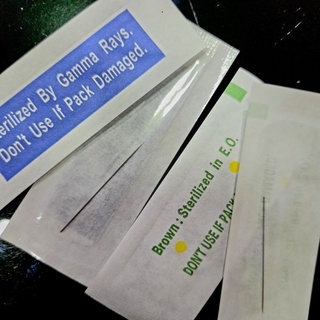 Sterilized By Gamma Rays.
Don't Use If Pack Damaged.
Brown: Sterilized in E.O.
DON'T USE IF PACK